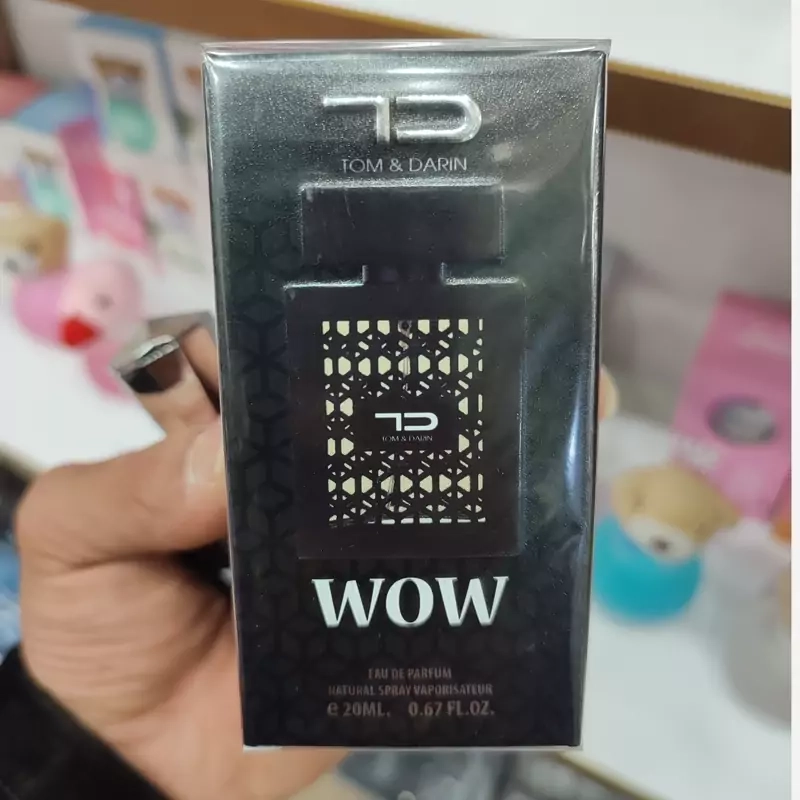 TD
TOM & DARIN
TD
TOM & DARIN
WOW
EAU DE PARFUM
NATURAL SPRAY VAPORISATEUR
e 20ML. 0.67 FL.OZ.